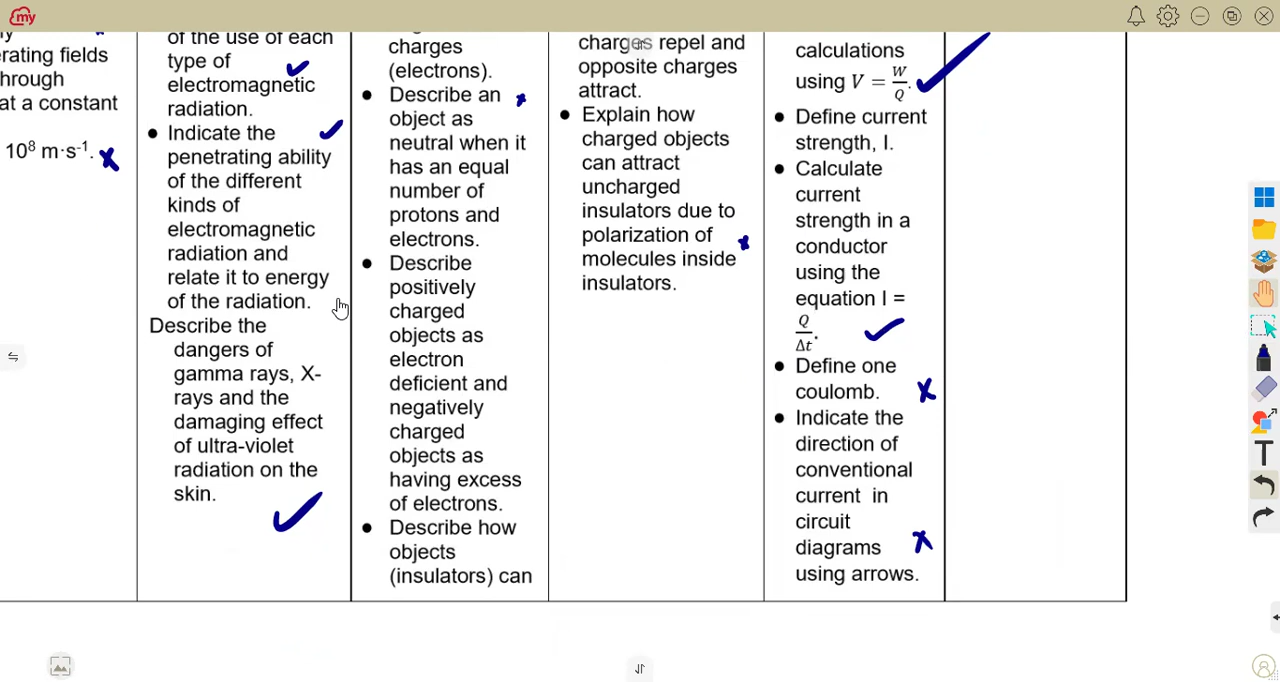 my
erating fields
hrough
at a constant
10⁸ m·s⁻¹.
of the use of each
type of
electromagnetic
radiation.
● Indicate the
penetrating ability
of the different
kinds of
electromagnetic
radiation and
relate it to energy
of the radiation.
Describe the
dangers of
gamma rays, X-
rays and the
damaging effect
of ultra-violet
radiation on the
skin.
charges
(electrons).
● Describe an
object as
neutral when it
has an equal
number of
protons and
electrons.
● Describe
positively
charged
objects as
electron
deficient and
negatively
charged
objects as
having excess
of electrons.
● Describe how
objects
(insulators) can
charges repel and
opposite charges
attract.
● Explain how
charged objects
can attract
uncharged
insulators due to
polarization of
molecules inside
insulators.
calculations
using V = W/Q.
● Define current
strength, I.
● Calculate
current
strength in a
conductor
using the
equation I =
Q/Δt.
● Define one
coulomb.
● Indicate the
direction of
conventional
current in
circuit
diagrams
using arrows.
T